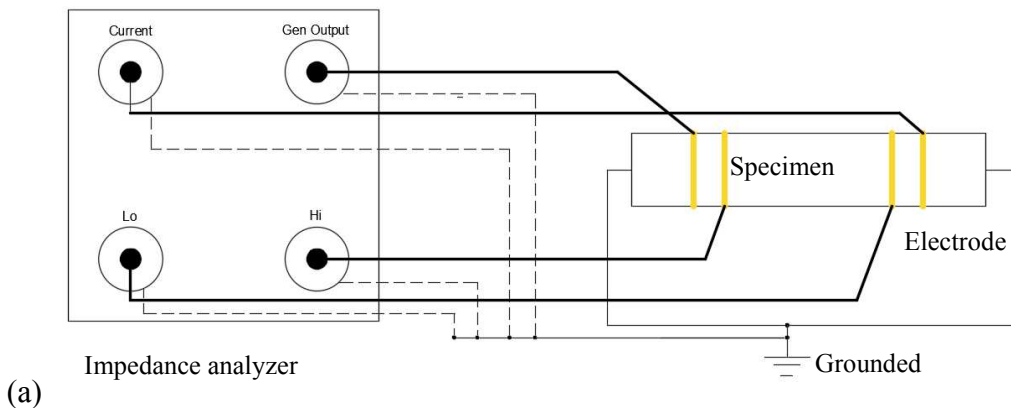 Current
Gen Output
Specimen
Lo
Hi
Electrode
Impedance analyzer
Grounded
(a)